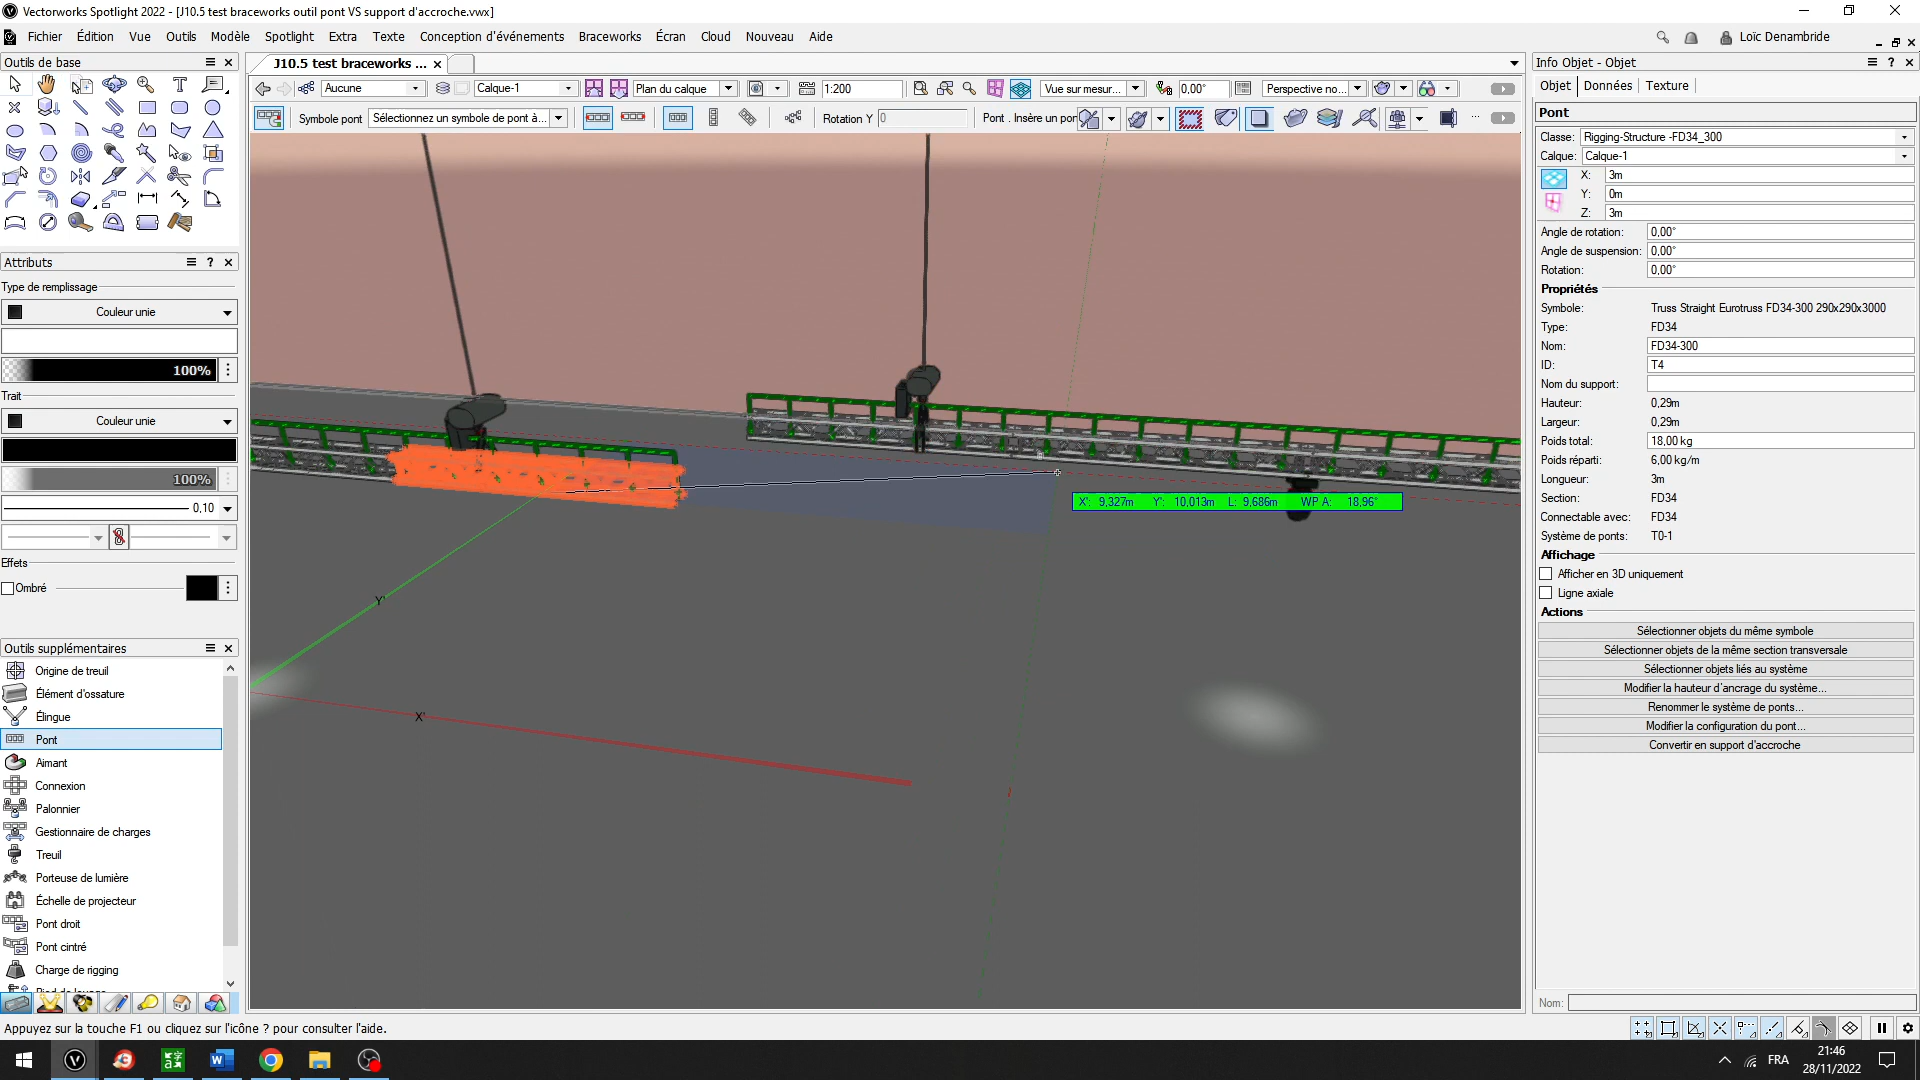 Vectorworks Spotlight 2022 - [J10.5 test braceworks outil pont VS support d'accroche.vwx]
Fichier Édition Vue Outils Modèle Spotlight Extra Texte Conception d'événements Braceworks Écran Cloud Nouveau Aide
Loïc Denambride
Outils de base
J10.5 test braceworks ...
Aucune
Calque-1
Plan du calque
1:200
Vue sur mesur...
0,00°
Perspective no...
Symbole pont
Sélectionnez un symbole de pont à...
Rotation Y
0
Pont . Insère un pon
Attributs
Type de remplissage
Couleur unie
100%
Trait
Couleur unie
100%
0,10
Effets
Ombré
Outils supplémentaires
Origine de treuil
Élément d'ossature
Élingue
Pont
Aimant
Connexion
Palonnier
Gestionnaire de charges
Treuil
Porteuse de lumière
Échelle de projecteur
Pont droit
Pont cintré
Charge de rigging
X': 9,327m Y': 10,013m L: 9,686m WP A: 18,96°
Y'
X'
Info Objet - Objet
Objet Données Texture
Pont
Classe: Rigging-Structure -FD34_300
Calque: Calque-1
X: 3m
Y: 0m
Z: 3m
Angle de rotation: 0,00°
Angle de suspension: 0,00°
Rotation: 0,00°
Propriétés
Symbole: Truss Straight Eurotruss FD34-300 290x290x3000
Type: FD34
Nom: FD34-300
ID: T4
Nom du support:
Hauteur: 0,29m
Largeur: 0,29m
Poids total: 18,00 kg
Poids réparti: 6,00 kg/m
Longueur: 3m
Section: FD34
Connectable avec: FD34
Système de ponts: T0-1
Affichage
Afficher en 3D uniquement
Ligne axiale
Actions
Sélectionner objets du même symbole
Sélectionner objets de la même section transversale
Sélectionner objets liés au système
Modifier la hauteur d'ancrage du système...
Renommer le système de ponts...
Modifier la configuration du pont...
Convertir en support d'accroche
Nom:
Appuyez sur la touche F1 ou cliquez sur l'icône ? pour consulter l'aide.
FRA
21:46
28/11/2022